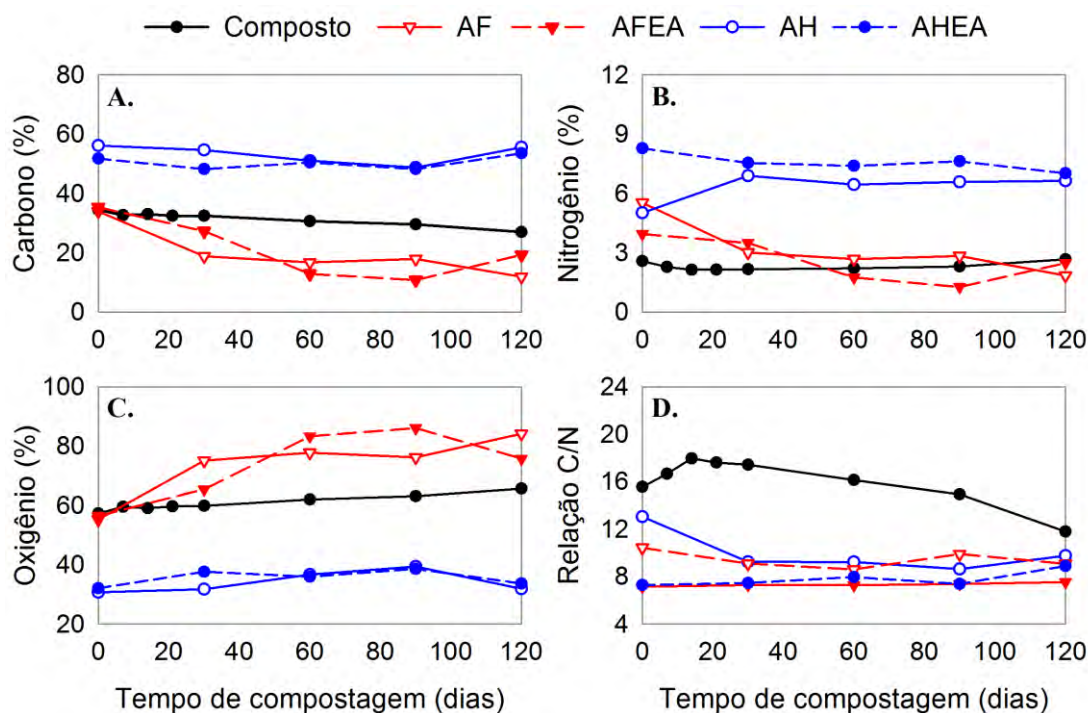 Composto AF AFEA AH AHEA
A.
Carbono (%)
80
60
40
20
0
0 20 40 60 80 100 120
B.
Nitrogênio (%)
12
9
6
3
0
0 20 40 60 80 100 120
C.
Oxigênio (%)
100
80
60
40
20
0 20 40 60 80 100 120
Tempo de compostagem (dias)
D.
Relação C/N
24
20
16
12
8
4
0 20 40 60 80 100 120
Tempo de compostagem (dias)